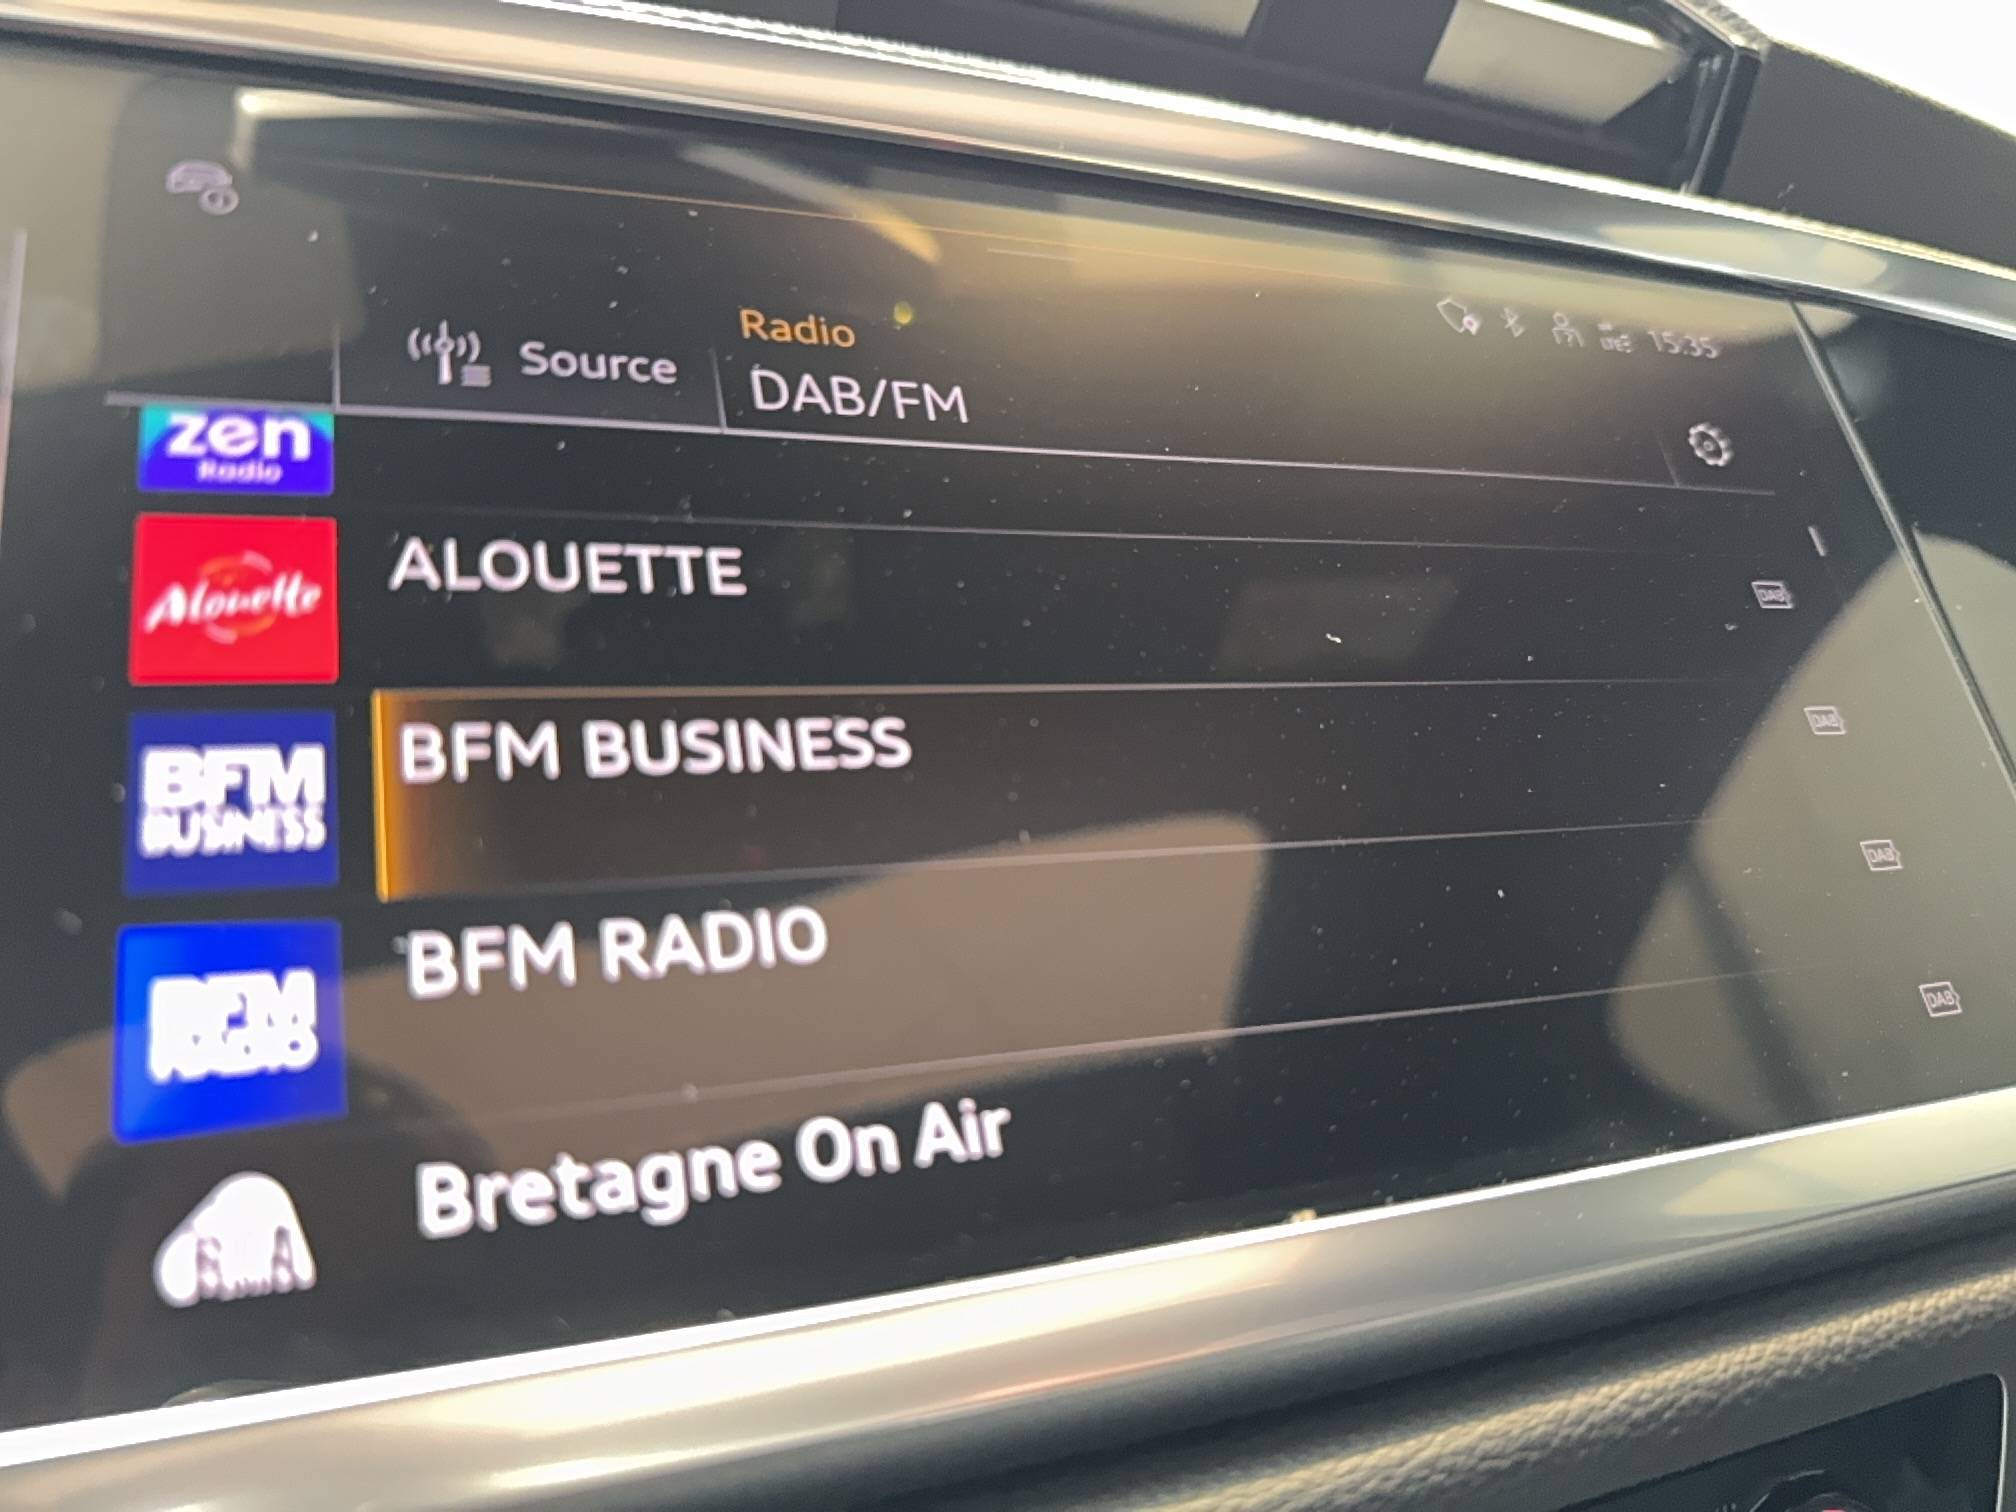 Radio
Source
DAB/FM
15:35
zen
Radio
Alouette
ALOUETTE
DAB
BFM
BUSINESS
BFM BUSINESS
DAB
BFM
RADIO
BFM RADIO
DAB
Bretagne On Air
DAB